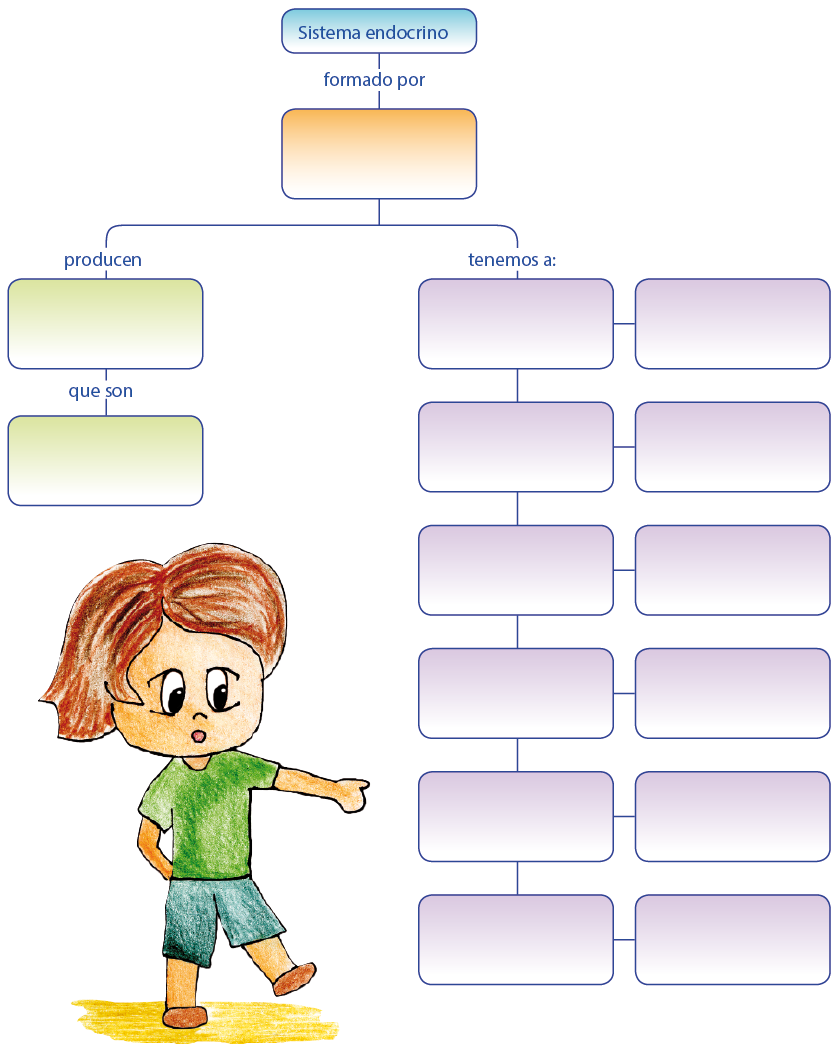 Sistema endocrino
formado por
producen
tenemos a:
que son